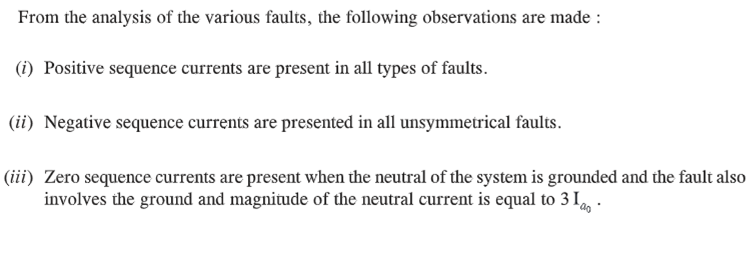 From the analysis of the various faults, the following observations are made :
(i) Positive sequence currents are present in all types of faults.
(ii) Negative sequence currents are presented in all unsymmetrical faults.
(iii) Zero sequence currents are present when the neutral of the system is grounded and the fault also
involves the ground and magnitude of the neutral current is equal to 3 I_{a_0} .